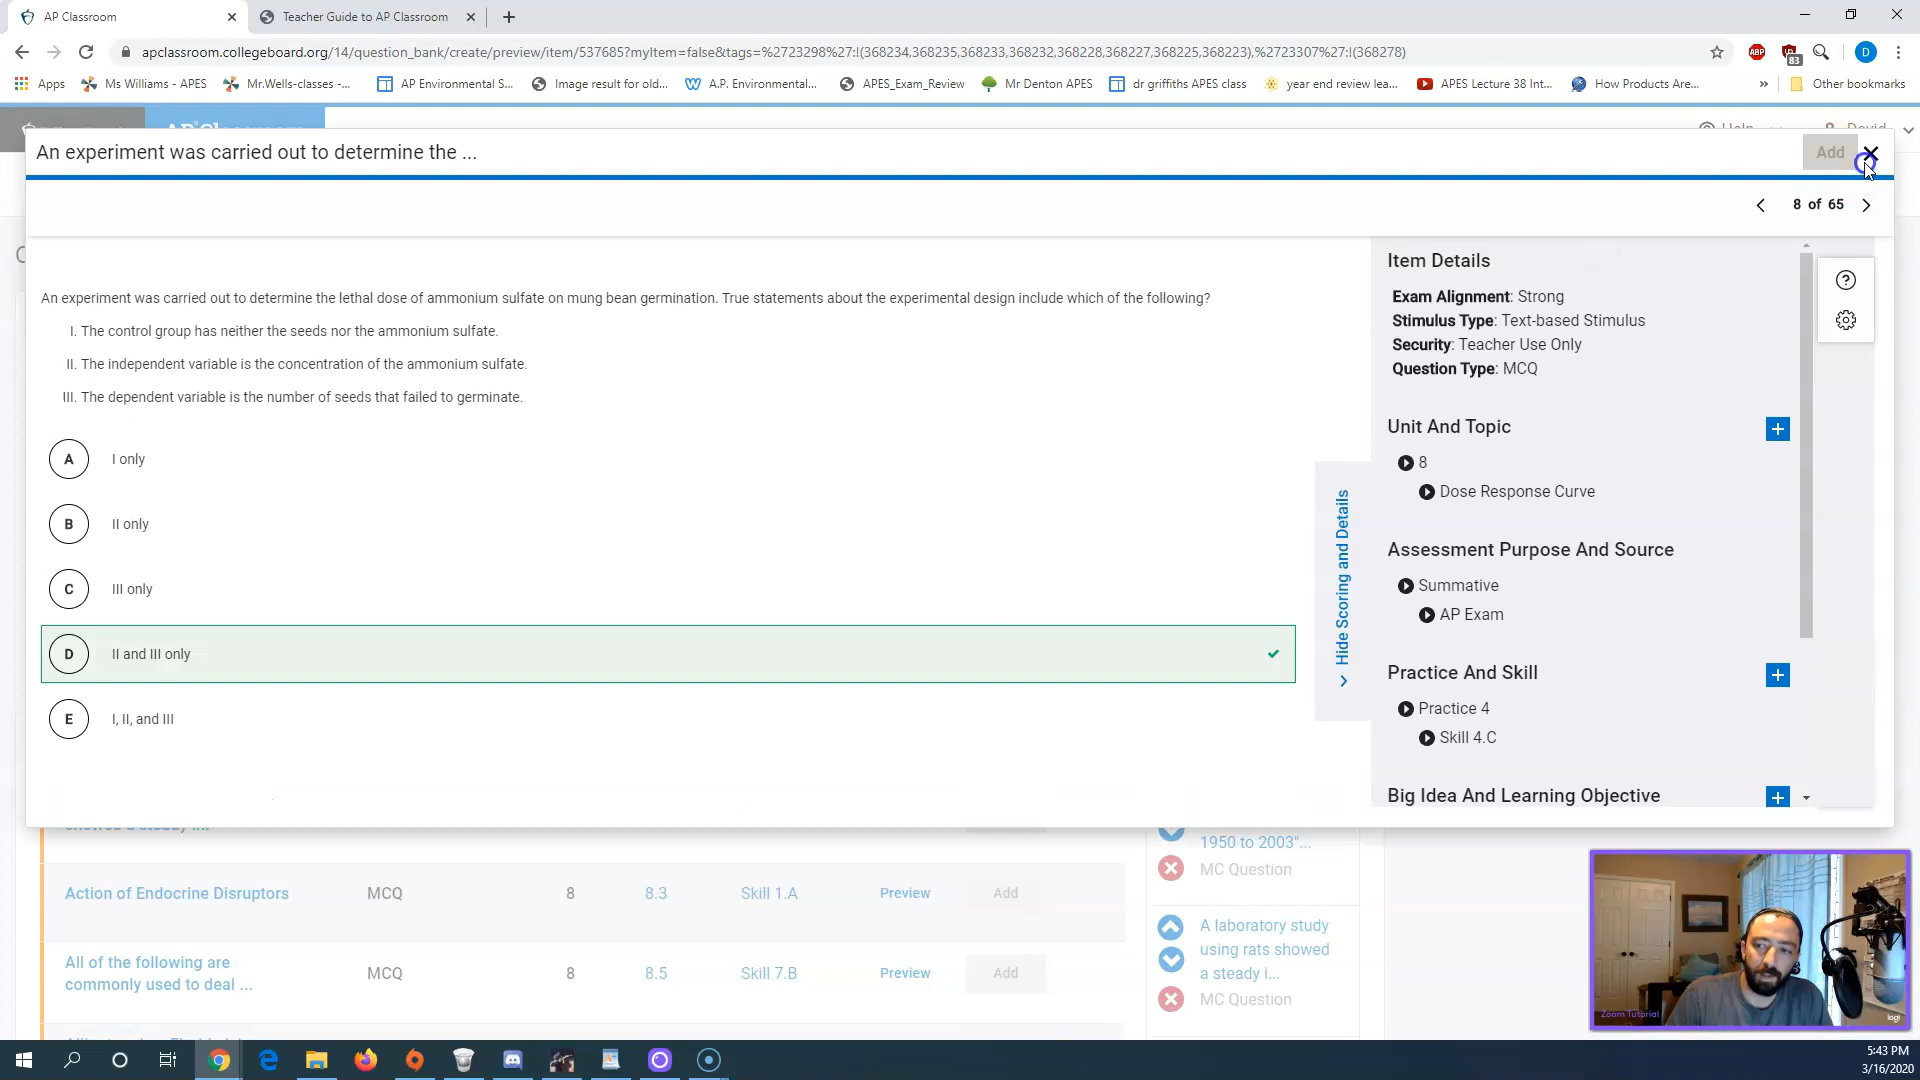 AP Classroom
Teacher Guide to AP Classroom
apclassroom.collegeboard.org/14/question_bank/create/preview/item/537685?myItem=false&tags=%2723298%27:!(368234,368235,368233,368232,368228,368227,368225,368223),%2723307%27:!(368278)
ABP
83
D
Apps
Ms Williams - APES
Mr.Wells-classes -...
AP Environmental S...
Image result for old...
A.P. Environmental...
APES_Exam_Review
Mr Denton APES
dr griffiths APES class
year end review lea...
APES Lecture 38 Int...
How Products Are...
»
Other bookmarks
An experiment was carried out to determine the ...
Add
8 of 65
An experiment was carried out to determine the lethal dose of ammonium sulfate on mung bean germination. True statements about the experimental design include which of the following?
I. The control group has neither the seeds nor the ammonium sulfate.
II. The independent variable is the concentration of the ammonium sulfate.
III. The dependent variable is the number of seeds that failed to germinate.
A I only
B II only
C III only
D II and III only
E I, II, and III
Hide Scoring and Details
Item Details
Exam Alignment: Strong
Stimulus Type: Text-based Stimulus
Security: Teacher Use Only
Question Type: MCQ
Unit And Topic
8
Dose Response Curve
Assessment Purpose And Source
Summative
AP Exam
Practice And Skill
Practice 4
Skill 4.C
Big Idea And Learning Objective
Action of Endocrine Disruptors MCQ 8 8.3 Skill 1.A Preview Add
All of the following are
commonly used to deal ... MCQ 8 8.5 Skill 7.B Preview Add
1950 to 2003"...
MC Question
A laboratory study
using rats showed
a steady i...
MC Question
Zoom Tutorial
logi
5:43 PM
3/16/2020